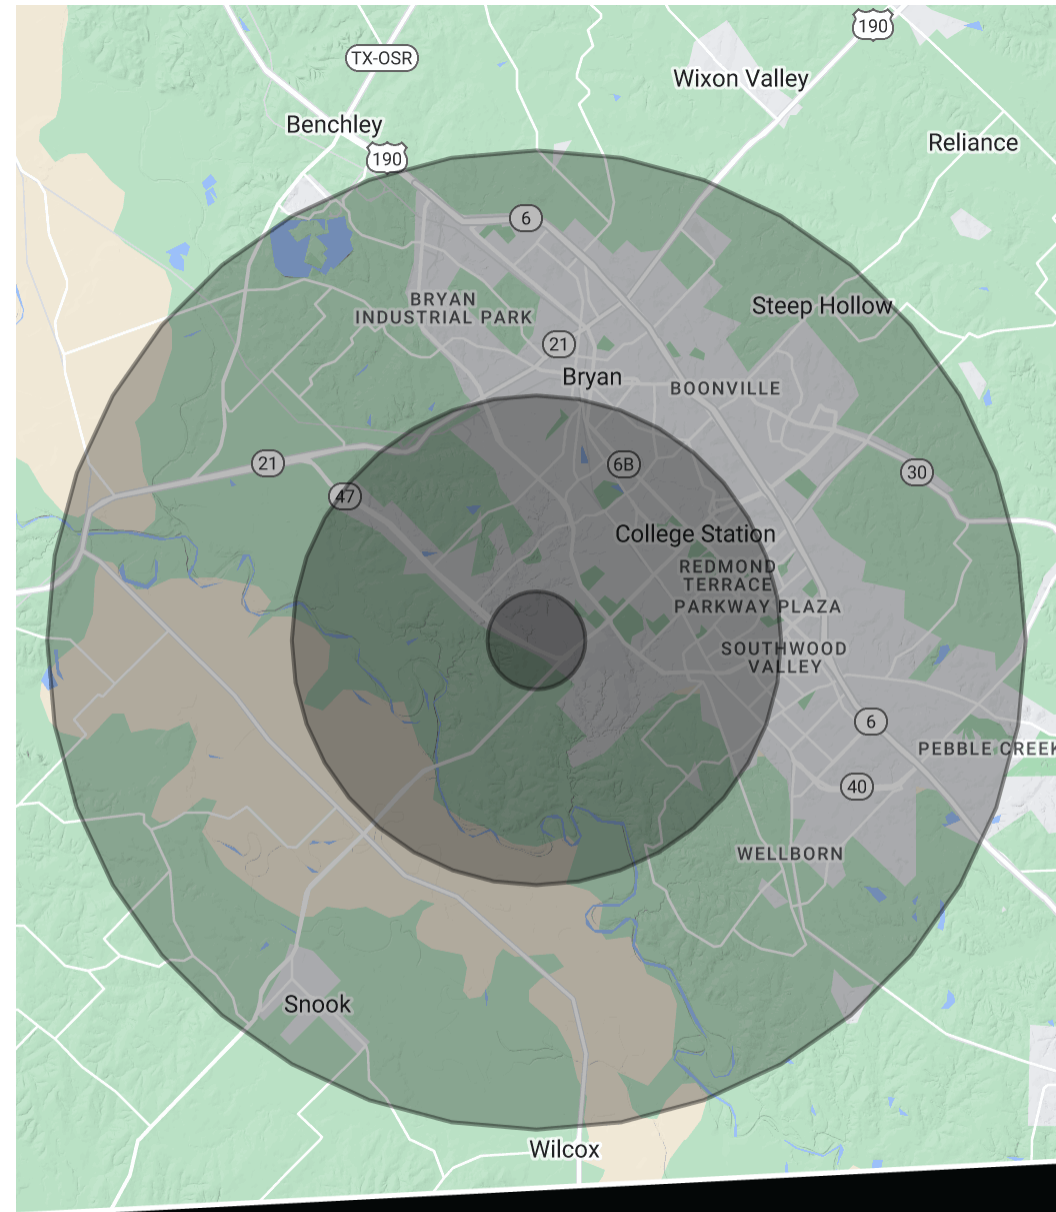 190
TX-OSR
Wixon Valley
Benchley
Reliance
190
6
BRYAN
INDUSTRIAL PARK
Steep Hollow
21
Bryan
BOONVILLE
21
6B
30
47
College Station
REDMOND
TERRACE
PARKWAY PLAZA
SOUTHWOOD
VALLEY
6
PEBBLE CREEK
40
WELLBORN
Snook
Wilcox